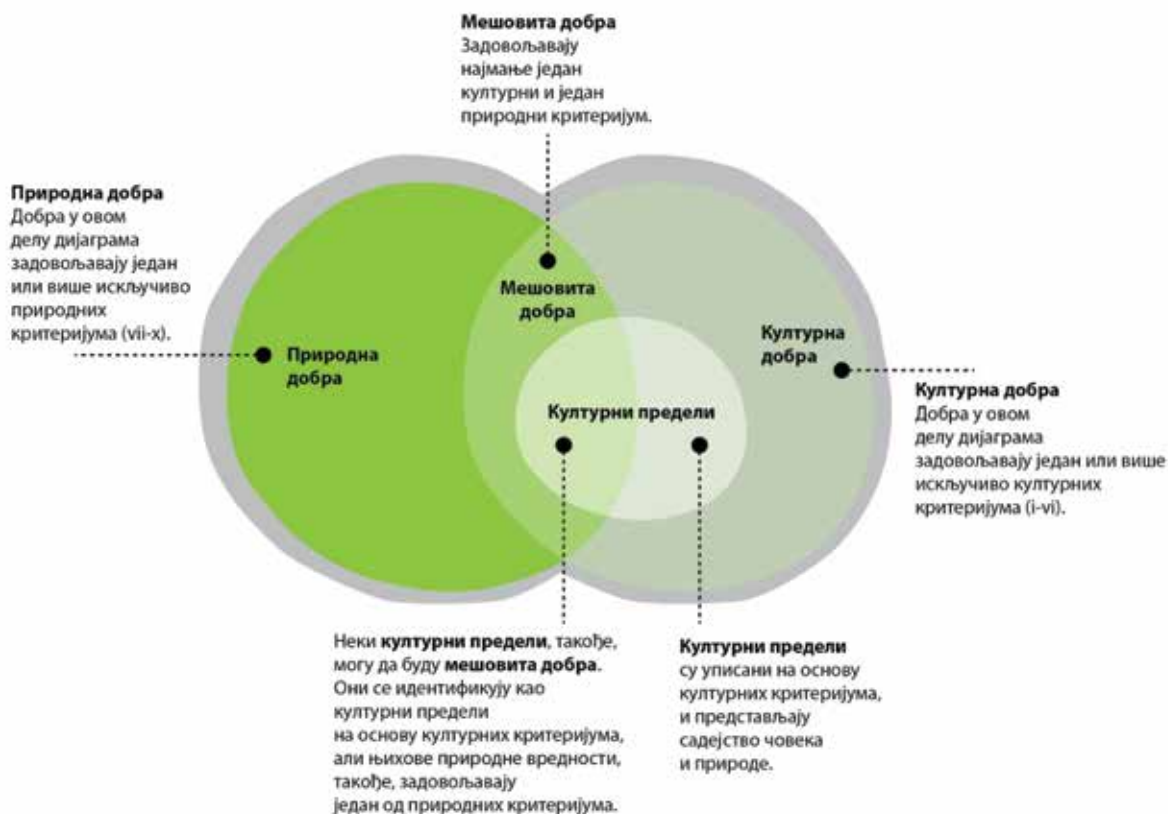 Мешовита добра
Задовољавају
најмање један
културни и један
природни критеријум.
Природна добра
Добра у овом
делу дијаграма
задовољавају један
или више искључиво
природних
критеријума (vii-x).
Мешовита
добра
Природна
добра
Културна
добра
Културни предели
Културна добра
Добра у овом
делу дијаграма
задовољавају један или више
искључиво културних
критеријума (i-vi).
Неки културни предели, такође,
могу да буду мешовита добра.
Они се идентификују као
културни предели
на основу културних критеријума,
али њихове природне вредности,
такође, задовољавају
један од природних критеријума.
Културни предели
су уписани на основу
културних критеријума,
и представљају
садејство човека
и природе.